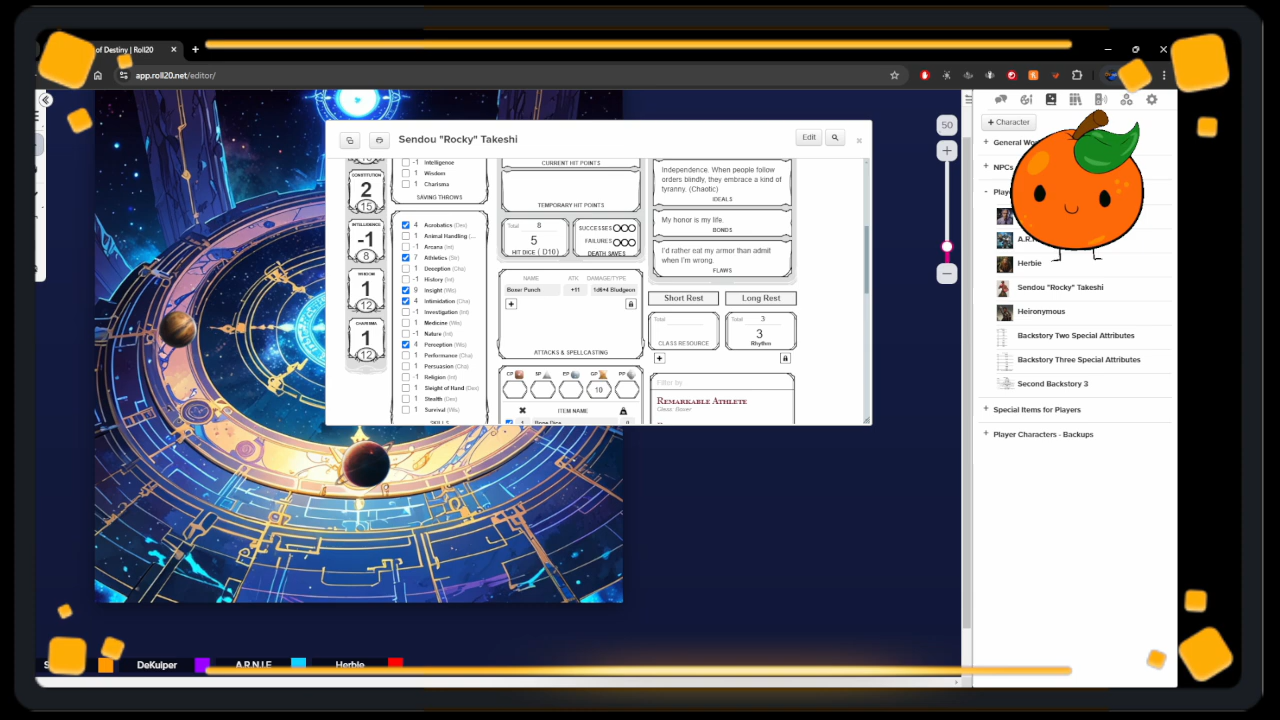 of Destiny | Roll20
app.roll20.net/editor/
50
Sendou "Rocky" Takeshi
Edit
CONSTITUTION
2
15
INTELLIGENCE
-1
8
WISDOM
1
12
CHARISMA
1
12
-1 Intelligence
1 Wisdom
1 Charisma
SAVING THROWS
4 Acrobatics (Dex)
1 Animal Handling (...
-1 Arcana (Int)
7 Athletics (Str)
1 Deception (Cha)
-1 History (Int)
9 Insight (Wis)
4 Intimidation (Cha)
-1 Investigation (Int)
1 Medicine (Wis)
-1 Nature (Int)
4 Perception (Wis)
1 Performance (Cha)
1 Persuasion (Cha)
-1 Religion (Int)
1 Sleight of Hand (Dex)
1 Stealth (Dex)
1 Survival (Wis)
SKILLS
CURRENT HIT POINTS
TEMPORARY HIT POINTS
Total 8
5
HIT DICE ( D10)
SUCCESSES
FAILURES
DEATH SAVES
NAME ATK DAMAGE/TYPE
Boxer Punch +11 1d6+4 Bludgeon
ATTACKS & SPELLCASTING
CP SP EP GP PP
10
ITEM NAME
1 Bone Dice 0
Independence. When people follow
orders blindly, they embrace a kind of
tyranny. (Chaotic)
IDEALS
My honor is my life.
BONDS
I'd rather eat my armor than admit
when I'm wrong.
FLAWS
Short Rest Long Rest
Total
CLASS RESOURCE
Total 3
3
Rhythm
Filter by
REMARKABLE ATHLETE
Class: Boxer
+ Character
General Wo
NPCs
Play
A.R.
Herbie
Sendou "Rocky" Takeshi
Heironymous
Backstory Two Special Attributes
Backstory Three Special Attributes
Second Backstory 3
Special Items for Players
Player Characters - Backups
S
DeKuiper
A.R.N.I.E
Herbie